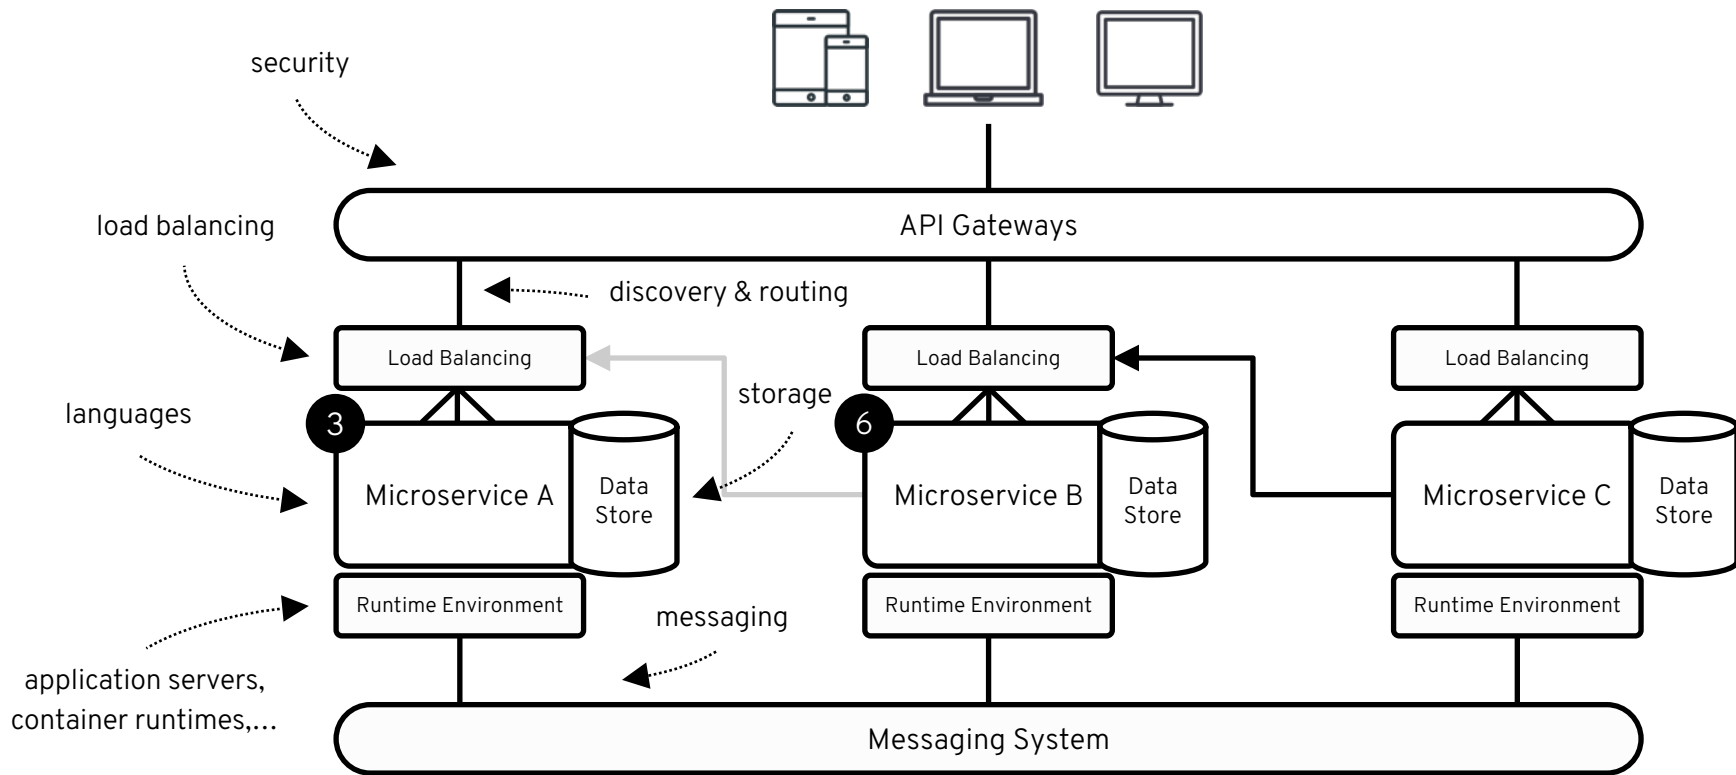 security
API Gateways
load balancing
discovery & routing
Load Balancing
Load Balancing
Load Balancing
storage
languages
3
6
Microservice A
Data
Store
Microservice B
Data
Store
Microservice C
Data
Store
Runtime Environment
Runtime Environment
Runtime Environment
messaging
application servers,
container runtimes,...
Messaging System